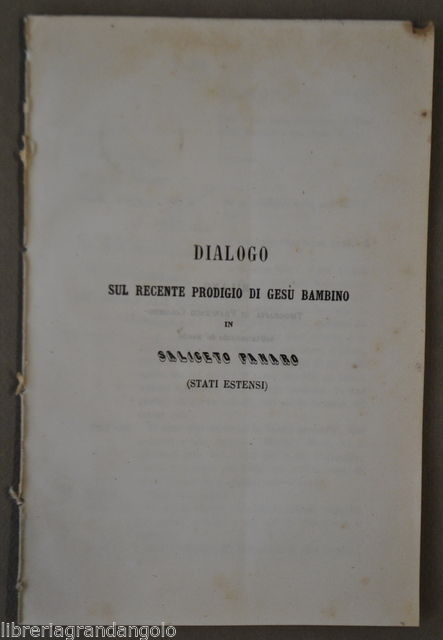 DIALOGO
SUL RECENTE PRODIGIO DI GESÙ BAMBINO
IN
SALICETO PANARO
(STATI ESTENSI)
libreriagrandangolo